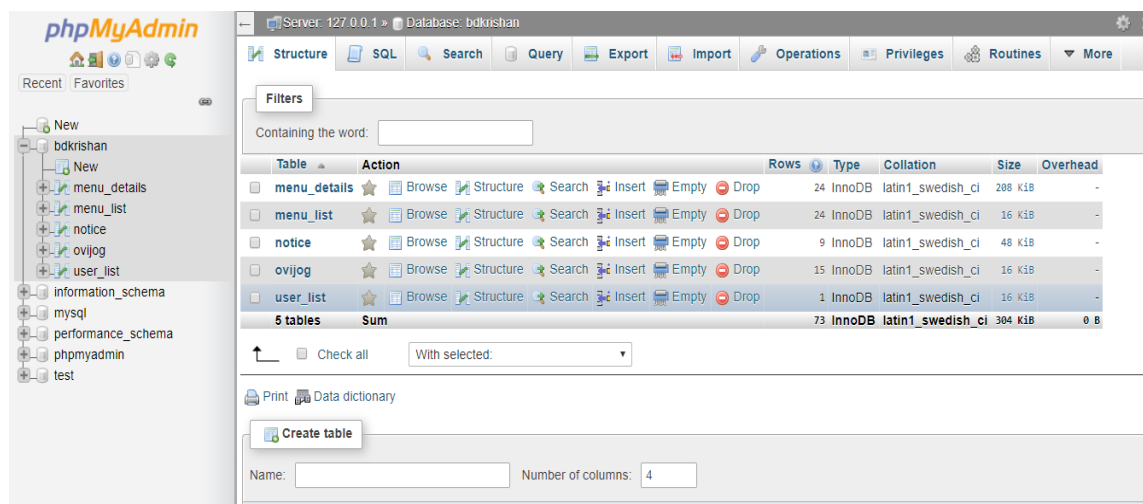 phpMyAdmin
Recent Favorites
New
bdkrishan
New
menu_details
menu_list
notice
ovijog
user_list
information_schema
mysql
performance_schema
phpmyadmin
test
Server: 127.0.0.1 » Database: bdkrishan
Structure SQL Search Query Export Import Operations Privileges Routines More
Filters
Containing the word:
Table Action Rows Type Collation Size Overhead
menu_details Browse Structure Search Insert Empty Drop 24 InnoDB latin1_swedish_ci 208 KiB -
menu_list Browse Structure Search Insert Empty Drop 24 InnoDB latin1_swedish_ci 16 KiB -
notice Browse Structure Search Insert Empty Drop 9 InnoDB latin1_swedish_ci 48 KiB -
ovijog Browse Structure Search Insert Empty Drop 15 InnoDB latin1_swedish_ci 16 KiB -
user_list Browse Structure Search Insert Empty Drop 1 InnoDB latin1_swedish_ci 16 KiB -
5 tables Sum 73 InnoDB latin1_swedish_ci 304 KiB 0 B
Check all With selected:
Print Data dictionary
Create table
Name: Number of columns: 4